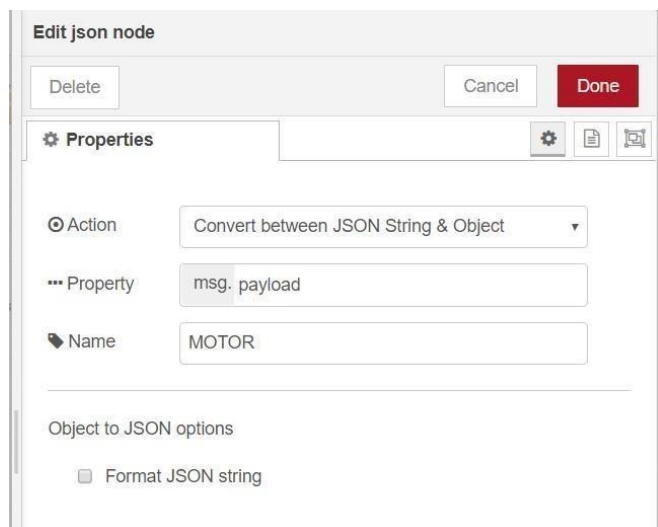 Edit json node
Delete Cancel Done
Properties
Action Convert between JSON String & Object
Property msg. payload
Name MOTOR
Object to JSON options
Format JSON string